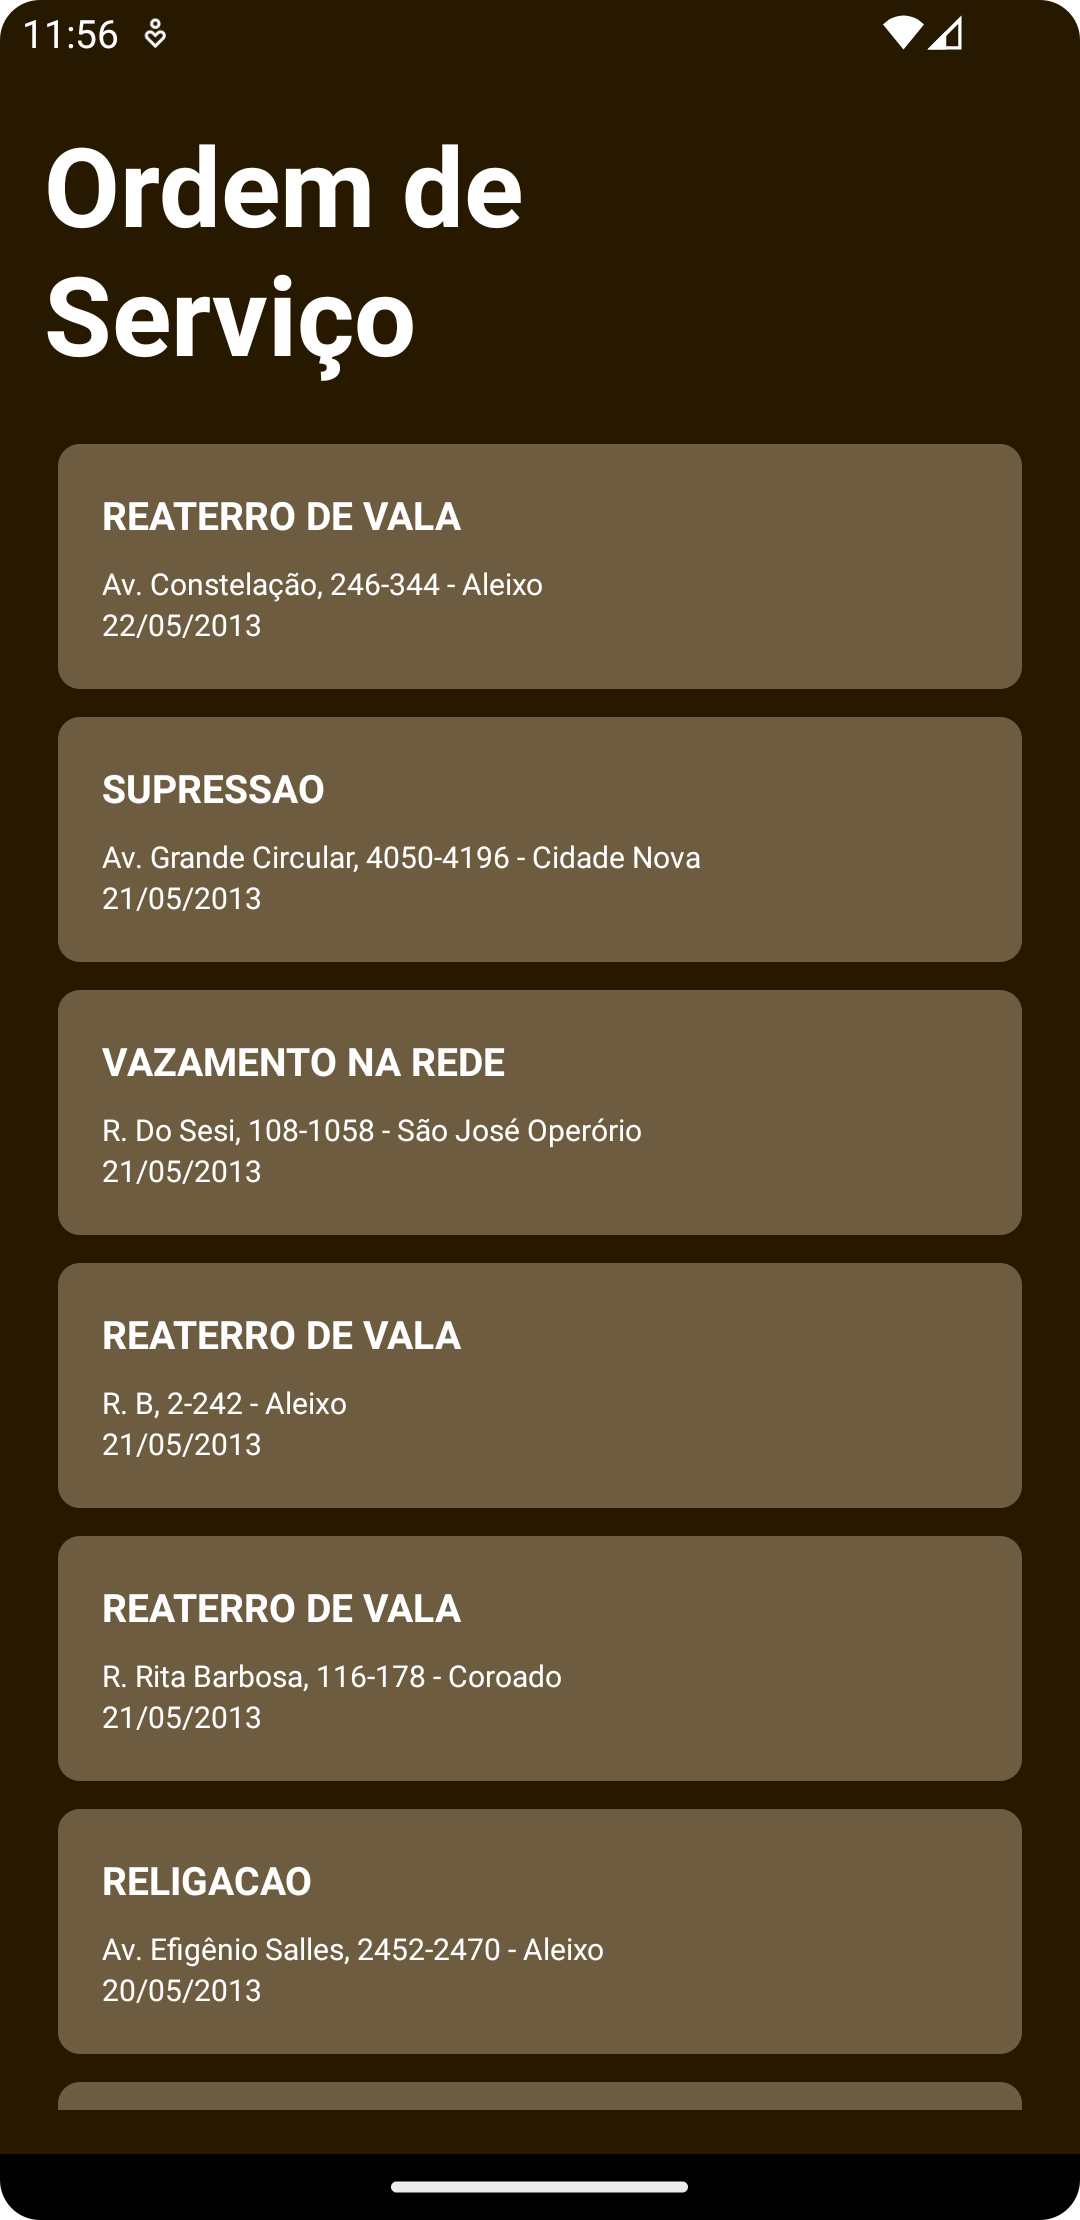 11:56
Ordem de
Serviço
REATERRO DE VALA
Av. Constelação, 246-344 - Aleixo
22/05/2013
SUPRESSAO
Av. Grande Circular, 4050-4196 - Cidade Nova
21/05/2013
VAZAMENTO NA REDE
R. Do Sesi, 108-1058 - São José Operório
21/05/2013
REATERRO DE VALA
R. B, 2-242 - Aleixo
21/05/2013
REATERRO DE VALA
R. Rita Barbosa, 116-178 - Coroado
21/05/2013
RELIGACAO
Av. Efigênio Salles, 2452-2470 - Aleixo
20/05/2013